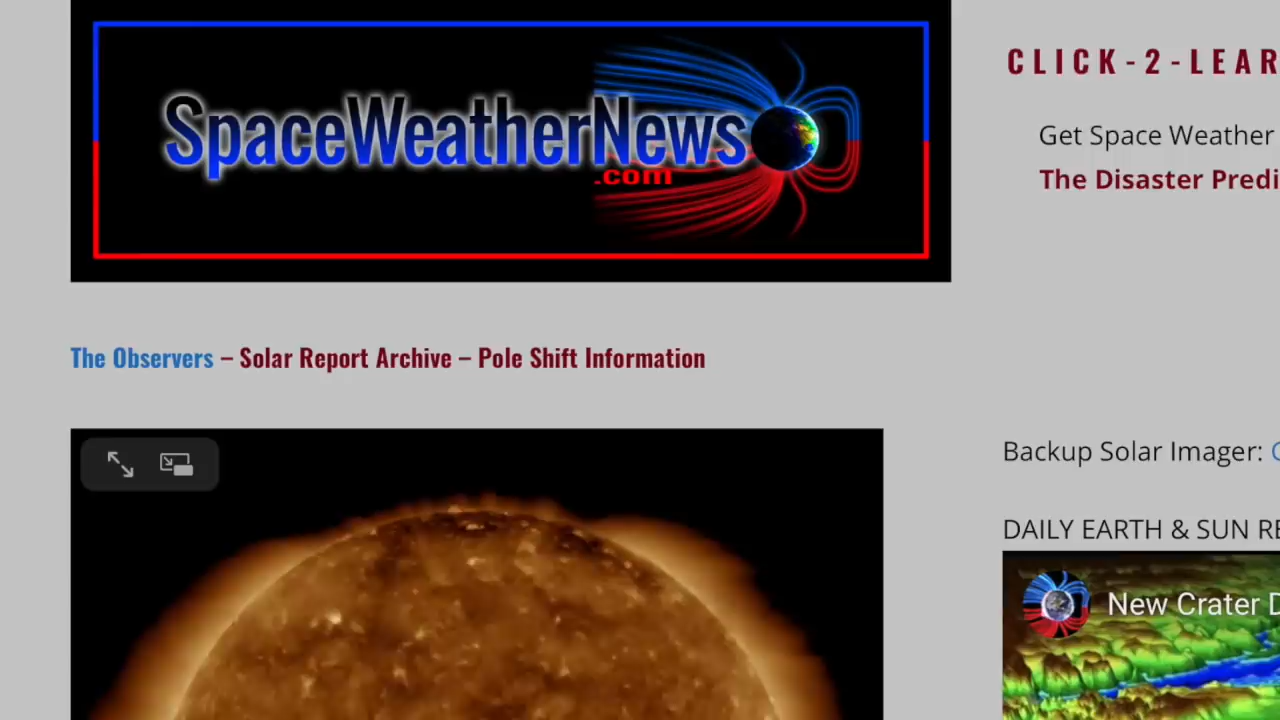 SpaceWeatherNews
.com
The Observers – Solar Report Archive – Pole Shift Information
CLICK-2-LEAR
Get Space Weather
The Disaster Predi
Backup Solar Imager:
DAILY EARTH & SUN RE
New Crater D